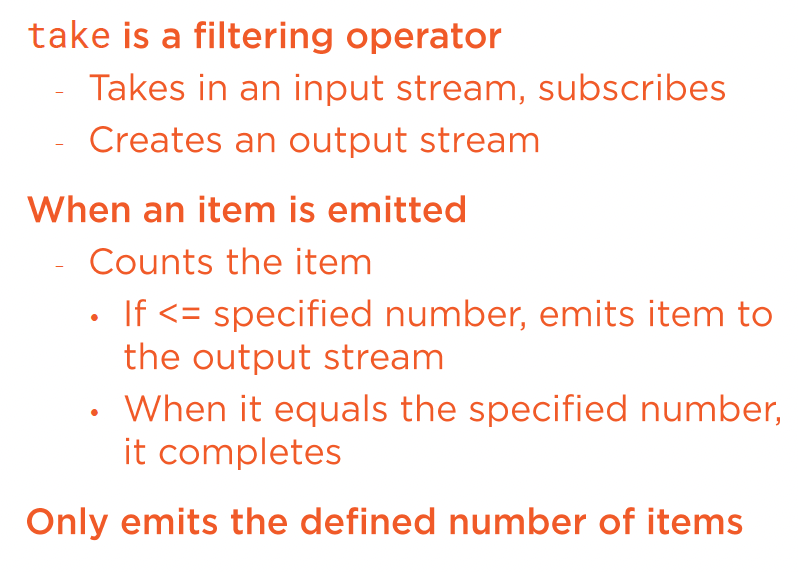 take is a filtering operator
- Takes in an input stream, subscribes
- Creates an output stream
When an item is emitted
- Counts the item
• If <= specified number, emits item to
the output stream
• When it equals the specified number,
it completes
Only emits the defined number of items